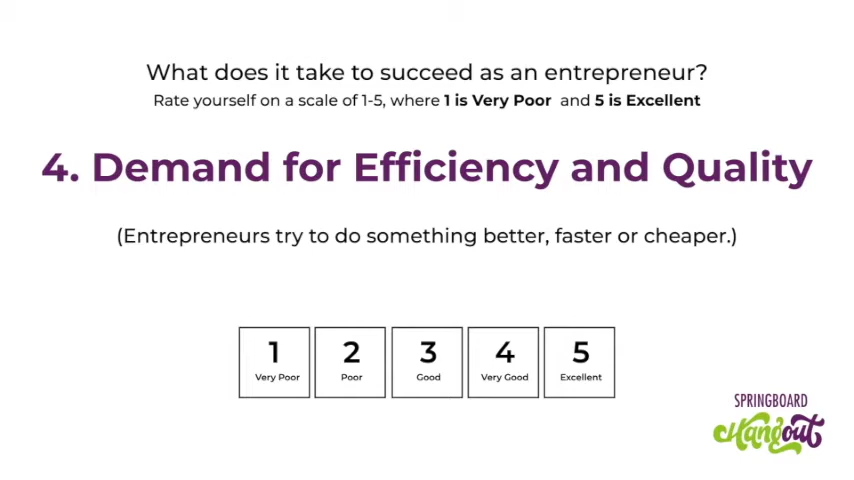 What does it take to succeed as an entrepreneur?
Rate yourself on a scale of 1-5, where 1 is Very Poor and 5 is Excellent
4. Demand for Efficiency and Quality
(Entrepreneurs try to do something better, faster or cheaper.)
1 2 3 4 5
Very Poor Poor Good Very Good Excellent
SPRINGBOARD
Hangout